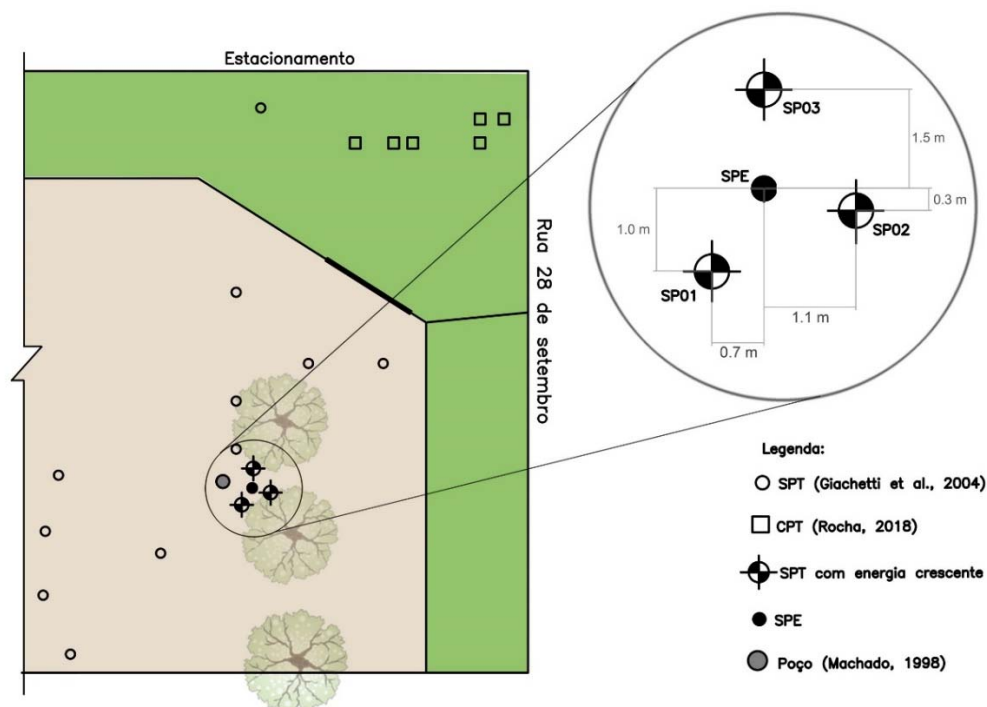 Estacionamento
Rua 28 de setembro
SP03
1.5 m
SPE
0.3 m
1.0 m
SP02
SP01
1.1 m
0.7 m
Legenda:
SPT (Giachetti et al., 2004)
CPT (Rocha, 2018)
SPT com energia crescente
SPE
Poço (Machado, 1998)